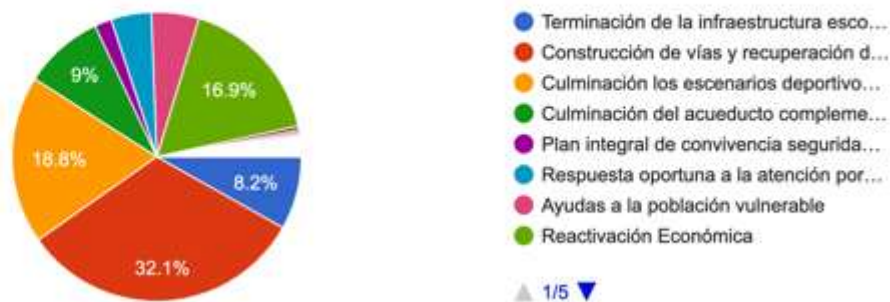 9%
16.9%
18.8%
8.2%
32.1%
Terminación de la infraestructura esco...
Construcción de vías y recuperación d...
Culminación los escenarios deportivo...
Culminación del acueducto compleme...
Plan integral de convivencia segurida...
Respuesta oportuna a la atención por...
Ayudas a la población vulnerable
Reactivación Económica
1/5